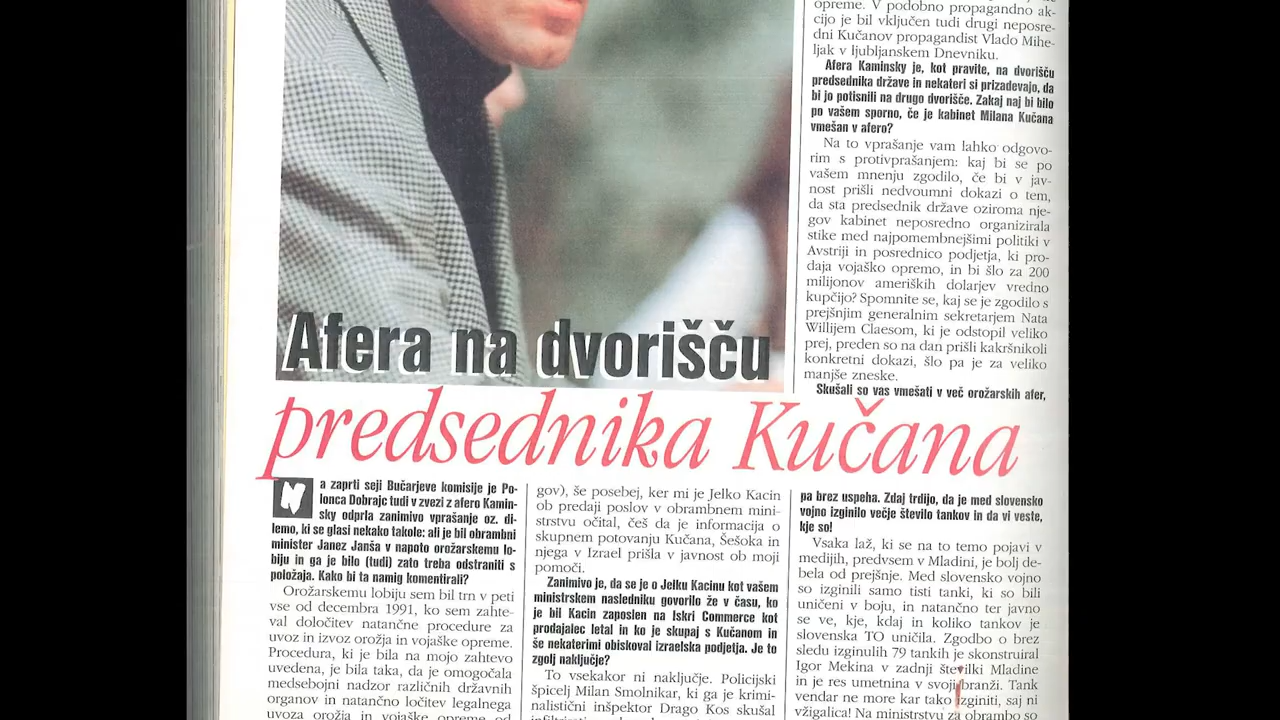 Afera na dvorišču
predsednika Kučana
Na zaprti seji Bučarjeve komisije je Po-
lonca Dobrajc tudi v zvezi z afero Kamin-
sky odprla zanimivo vprašanje oz. di-
lemo, ki se glasi nekako takole: ali je bil obrambni
minister Janez Janša v napoto orožarskemu lo-
biju in ga je bilo (tudi) zato treba odstraniti s
položaja. Kako bi ta namig komentirali?
Orožarskemu lobiju sem bil trn v peti
vse od decembra 1991, ko sem zahte-
val določitev natančne procedure za
uvoz in izvoz orožja in vojaške opreme.
Procedura, ki je bila na mojo zahtevo
uvedena, je bila taka, da je omogočala
medsebojni nadzor različnih državnih
organov in natančno ločitev legalnega
uvoza orožja in vojaške opreme od
gov), še posebej, ker mi je Jelko Kacin
ob predaji poslov v obrambnem mini-
strstvu očital, češ da je informacija o
skupnem potovanju Kučana, Šešoka in
njega v Izrael prišla v javnost ob moji
pomoči.
Zanimivo je, da se je o Jelku Kacinu kot vašem
ministrskem nasledniku govorilo že v času, ko
je bil Kacin zaposlen na Iskri Commerce kot
prodajalec letal in ko je skupaj s Kučanom in
še nekaterimi obiskoval izraelska podjetja. Je to
zgolj naključje?
To vsekakor ni naključje. Policijski
špicelj Milan Smolnikar, ki ga je krimi-
nalistični inšpektor Drago Kos skušal
opreme. V podobno propagandno ak-
cijo je bil vključen tudi drugi neposre-
dni Kučanov propagandist Vlado Mihe-
ljak v ljubljanskem Dnevniku.
Afera Kaminsky je, kot pravite, na dvorišču
predsednika države in nekateri si prizadevajo, da
bi jo potisnili na drugo dvorišče. Zakaj naj bi bilo
po vašem sporno, če je kabinet Milana Kučana
vmešan v afero?
Na to vprašanje vam lahko odgovo-
rim s protivprašanjem: kaj bi se po
vašem mnenju zgodilo, če bi v jav-
nost prišli nedvoumni dokazi o tem,
da sta predsednik države oziroma nje-
gov kabinet neposredno organizirala
stike med najpomembnejšimi politiki v
Avstriji in posrednico podjetja, ki pro-
daja vojaško opremo, in bi šlo za 200
milijonov ameriških dolarjev vredno
kupčijo? Spomnite se, kaj se je zgodilo s
prejšnjim generalnim sekretarjem Nata
Willijem Claesom, ki je odstopil veliko
prej, preden so na dan prišli kakršnikoli
konkretni dokazi, šlo pa je za veliko
manjše zneske.
Skušali so vas vmešati v več orožarskih afer,
pa brez uspeha. Zdaj trdijo, da je med slovensko
vojno izginilo večje število tankov in da vi veste,
kje so!
Vsaka laž, ki se na to temo pojavi v
medijih, predvsem v Mladini, je bolj de-
bela od prejšnje. Med slovensko vojno
so izginili samo tisti tanki, ki so bili
uničeni v boju, in natančno ter javno
se ve, kje, kdaj in koliko tankov je
slovenska TO uničila. Zgodbo o brez
sledu izginulih 79 tankih je skonstruiral
Igor Mekina v zadnji številki Mladine
in je res umetnina v svoji branži. Tank
vendar ne more kar tako izginiti, saj ni
vžigalica! Na ministrstvu za obrambo so